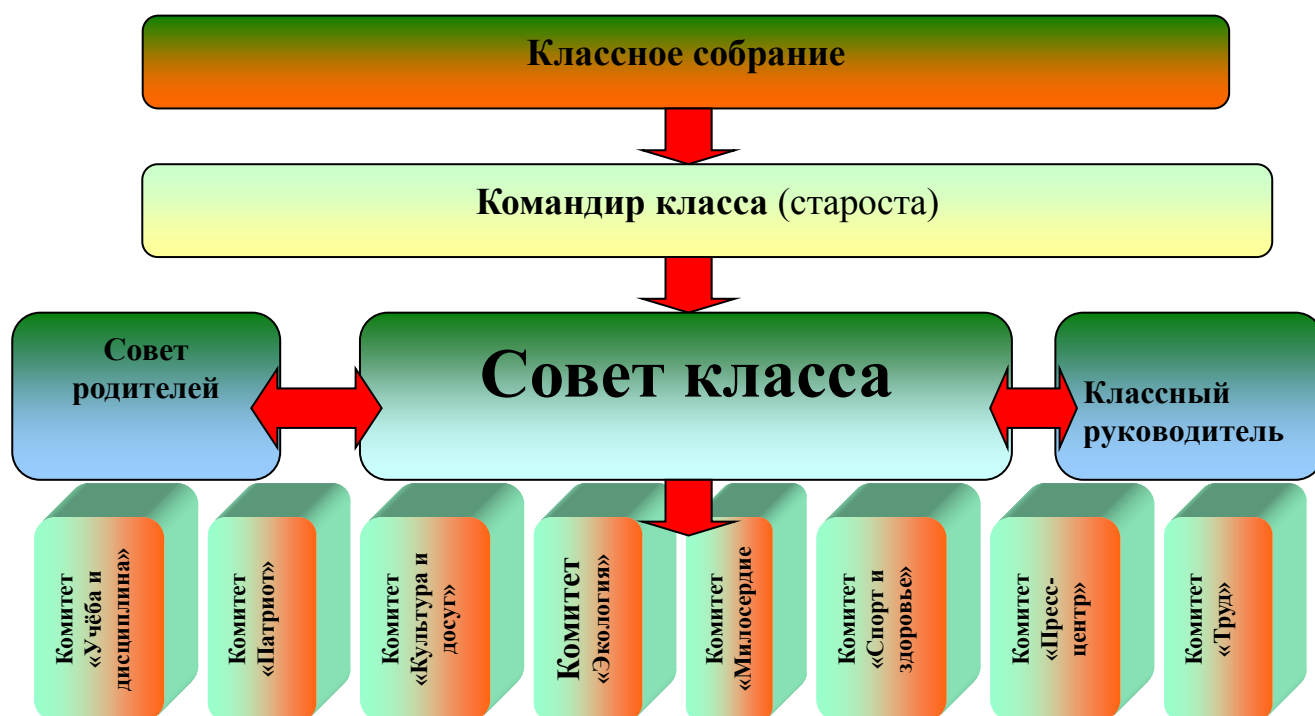 Классное собрание
Командир класса (староста)
Совет
родителей
Совет класса
Классный
руководитель
Комитет
«Учёба и
дисциплина»
Комитет
«Патриот»
Комитет
«Культура и
досуг»
Комитет
«Экология»
Комитет
«Милосердие
Комитет
«Спорт и
здоровье»
Комитет
«Пресс-
центр»
Комитет
«Труд»